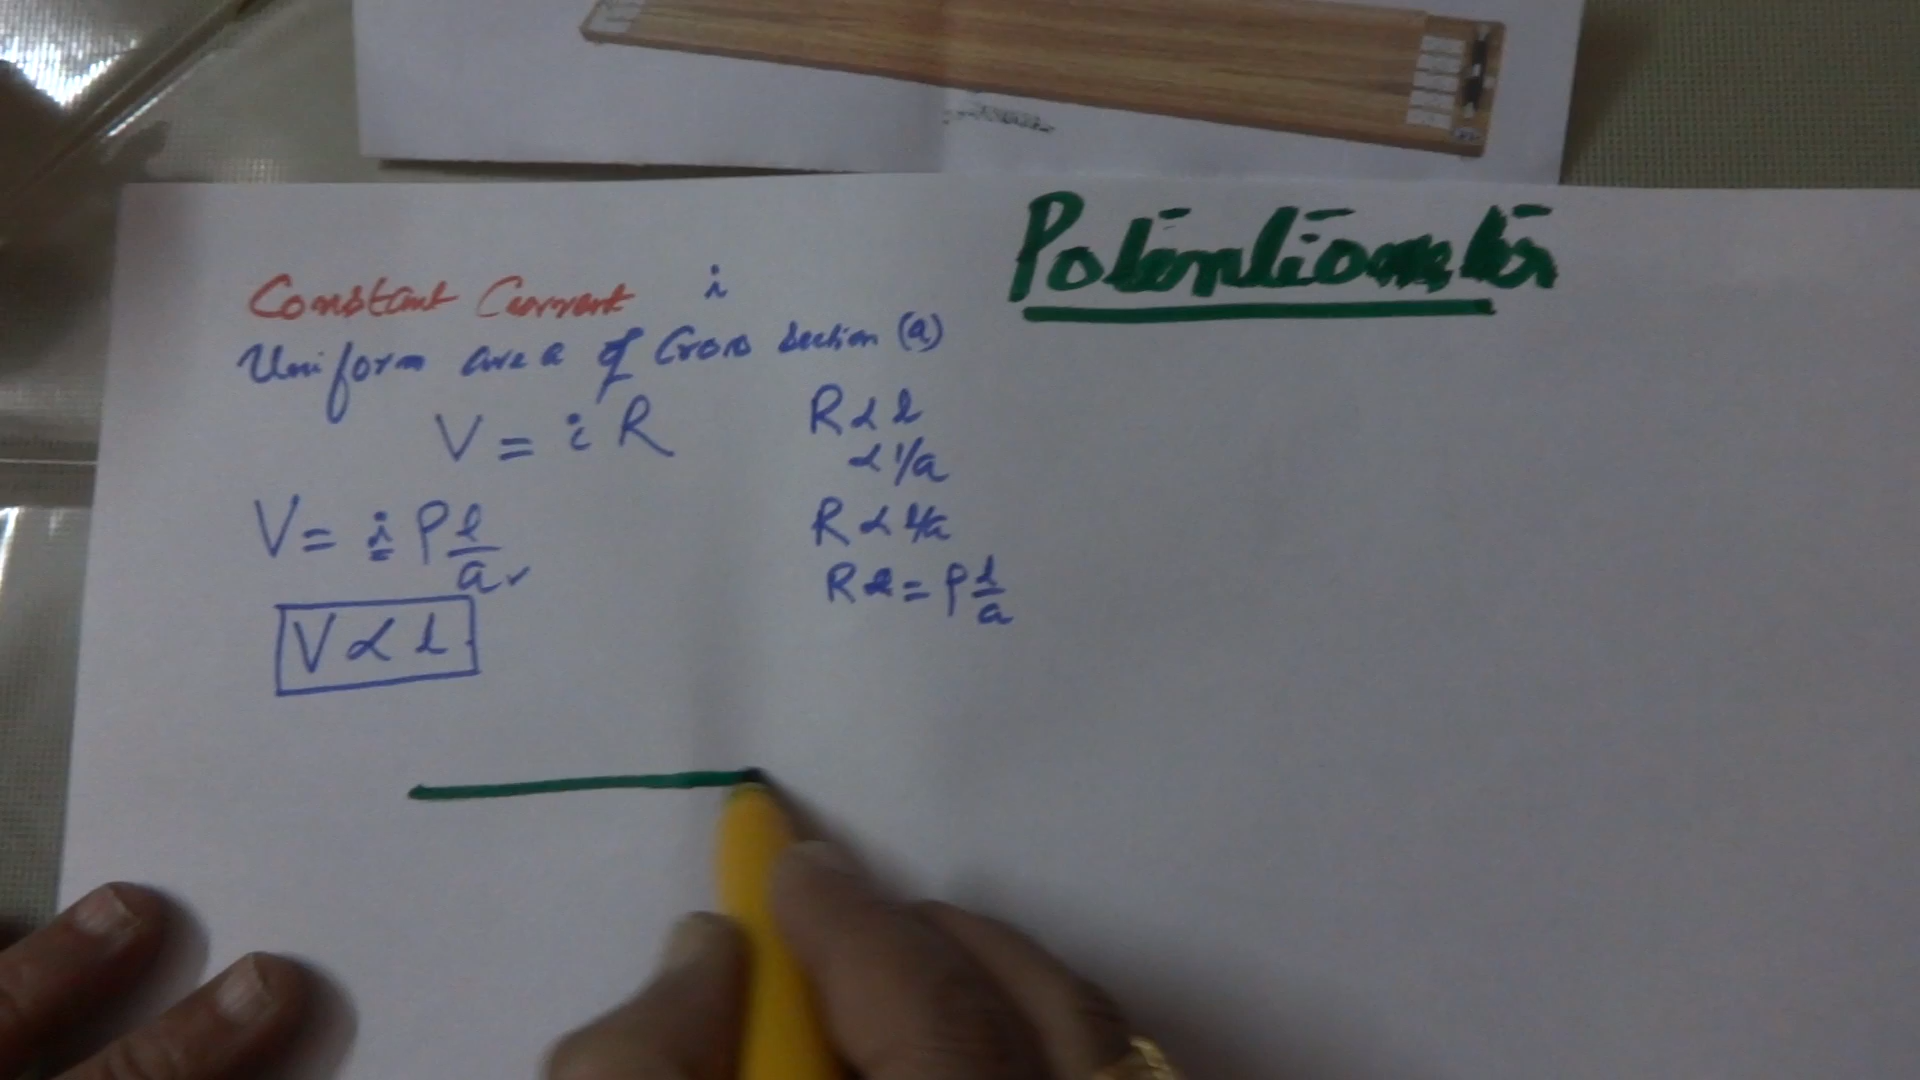 Potentiometer
Constant Current i
Uniform area of Cross Section (a)
V = i R
R α l
α 1/a
V = i ρ l/a
R α l/a
R = ρ l/a
V α l